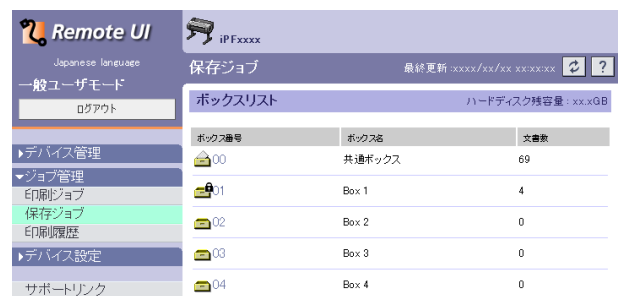 Remote UI
iPFxxxx
Japanese language
一般ユーザモード
ログアウト
保存ジョブ
最終更新 :xxxx/xx/xx xx:xx:xx
?
ボックスリスト
ハードディスク残容量 : xx.xGB
デバイス管理
ジョブ管理
印刷ジョブ
保存ジョブ
印刷履歴
デバイス設定
サポートリンク
ボックス番号 ボックス名 文書数
00 共通ボックス 69
01 Box 1 4
02 Box 2 0
03 Box 3 0
04 Box 4 0